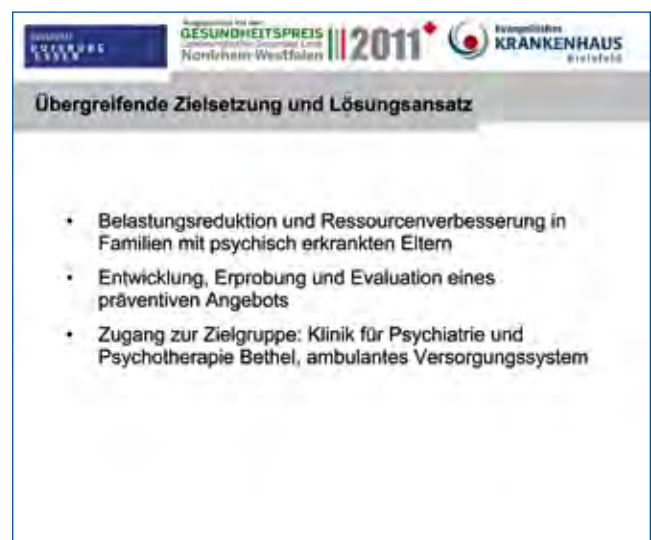 DUISBURG
ESSEN
GESUNDHEITSPREIS
Nordrhein-Westfalen
2011
Evangelisches
KRANKENHAUS
Bielefeld
Übergreifende Zielsetzung und Lösungsansatz
• Belastungsreduktion und Ressourcenverbesserung in
Familien mit psychisch erkrankten Eltern
• Entwicklung, Erprobung und Evaluation eines
präventiven Angebots
• Zugang zur Zielgruppe: Klinik für Psychiatrie und
Psychotherapie Bethel, ambulantes Versorgungssystem